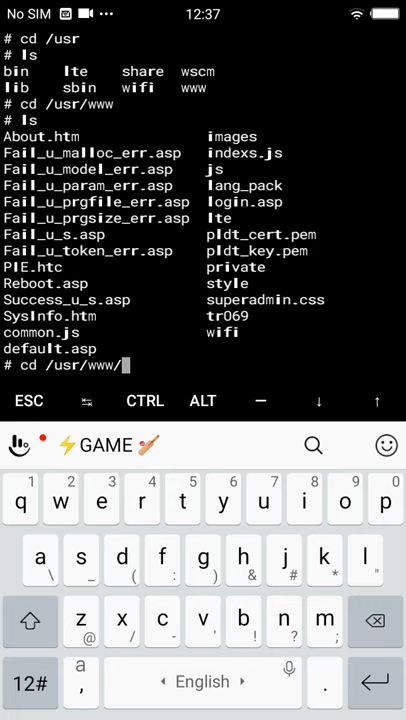 No SIM 12:37
# cd /usr
# ls
bin lte share wscm
lib sbin wifi www
# cd /usr/www
# ls
About.htm images
Fail_u_malloc_err.asp indexs.js
Fail_u_model_err.asp js
Fail_u_param_err.asp lang_pack
Fail_u_prgfile_err.asp login.asp
Fail_u_prgsize_err.asp lte
Fail_u_s.asp pldt_cert.pem
Fail_u_token_err.asp pldt_key.pem
PIE.htc private
Reboot.asp style
Success_u_s.asp superadmin.css
SysInfo.htm tr069
common.js wifi
default.asp
# cd /usr/www/
ESC CTRL ALT — ↓ ↑
⚡GAME 🏏
1 2 3 4 5 6 7 8 9 0
q w e r t y u i o p
a s d f g h j k l
\ _ ( : ) & # * "
z x c v b n m
@ / - ' ! ? ;
12# a , English .